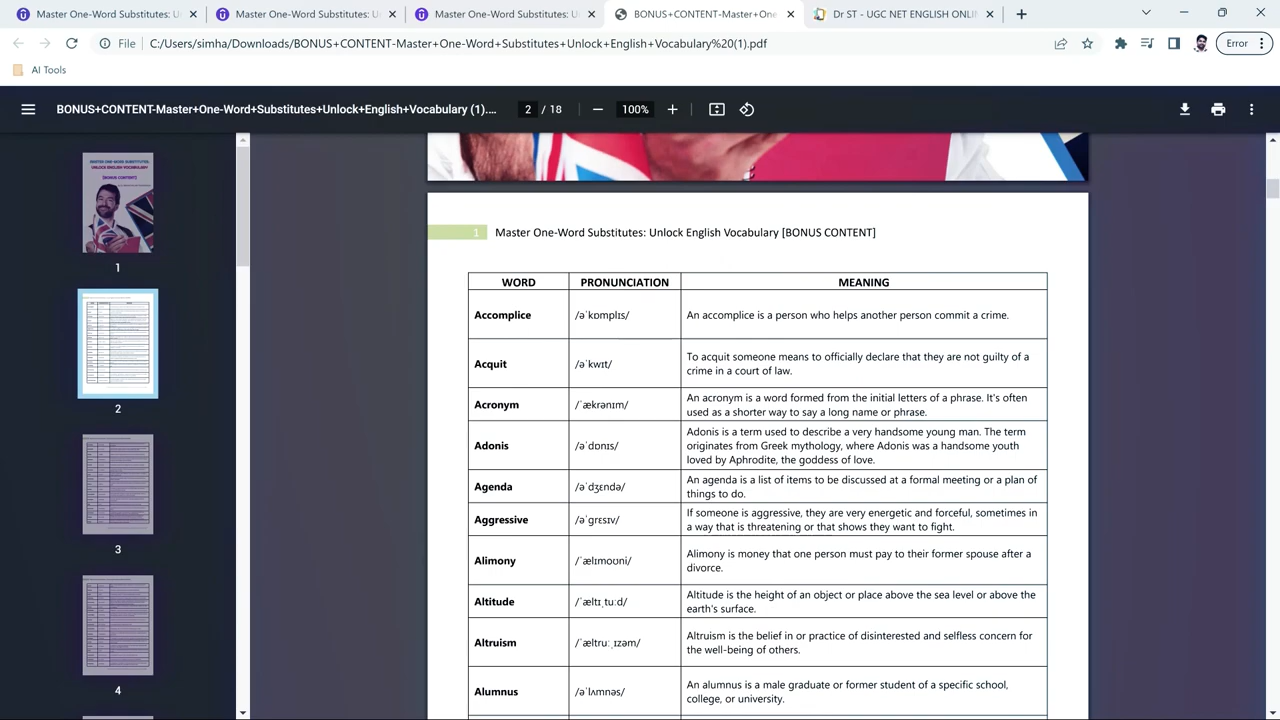 Master One-Word Substitutes: U
Master One-Word Substitutes: U
Master One-Word Substitutes: U
BONUS+CONTENT-Master+One
Dr ST - UGC NET ENGLISH ONLI
File
C:/Users/simha/Downloads/BONUS+CONTENT-Master+One-Word+Substitutes+Unlock+English+Vocabulary%20(1).pdf
Error
AI Tools
BONUS+CONTENT-Master+One-Word+Substitutes+Unlock+English+Vocabulary (1)....
2 / 18
100%
MASTER ONE-WORD SUBSTITUTES:
UNLOCK ENGLISH VOCABULARY
[BONUS CONTENT]
1
2
3
4
1 Master One-Word Substitutes: Unlock English Vocabulary [BONUS CONTENT]
WORD PRONUNCIATION MEANING
Accomplice /əˈkɒmplɪs/ An accomplice is a person who helps another person commit a crime.
Acquit /əˈkwɪt/ To acquit someone means to officially declare that they are not guilty of a
crime in a court of law.
Acronym /ˈækrənɪm/ An acronym is a word formed from the initial letters of a phrase. It's often
used as a shorter way to say a long name or phrase.
Adonis /əˈdɒnɪs/ Adonis is a term used to describe a very handsome young man. The term
originates from Greek mythology, where Adonis was a handsome youth
loved by Aphrodite, the goddess of love.
Agenda /əˈdʒɛndə/ An agenda is a list of items to be discussed at a formal meeting or a plan of
things to do.
Aggressive /əˈɡrɛsɪv/ If someone is aggressive, they are very energetic and forceful, sometimes in
a way that is threatening or that shows they want to fight.
Alimony /ˈælɪmoʊni/ Alimony is money that one person must pay to their former spouse after a
divorce.
Altitude /ˈæltɪˌtuːd/ Altitude is the height of an object or place above the sea level or above the
earth's surface.
Altruism /ˈæltruːˌɪzəm/ Altruism is the belief in or practice of disinterested and selfless concern for
the well-being of others.
Alumnus /əˈlʌmnəs/ An alumnus is a male graduate or former student of a specific school,
college, or university.